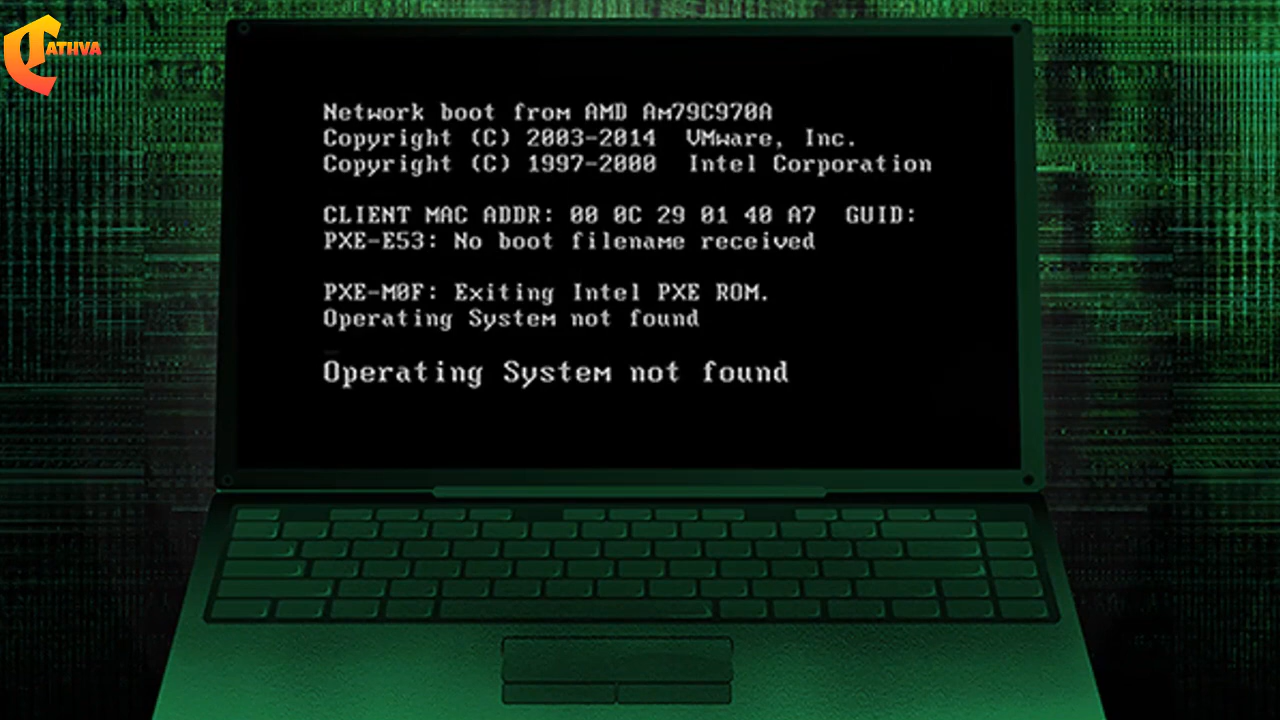 TATHVA
Network boot from AMD Am79C970A
Copyright (C) 2003-2014  VMware, Inc.
Copyright (C) 1997-2000  Intel Corporation
CLIENT MAC ADDR: 00 0C 29 01 40 A7  GUID:
PXE-E53: No boot filename received
PXE-M0F: Exiting Intel PXE ROM.
Operating System not found
Operating System not found